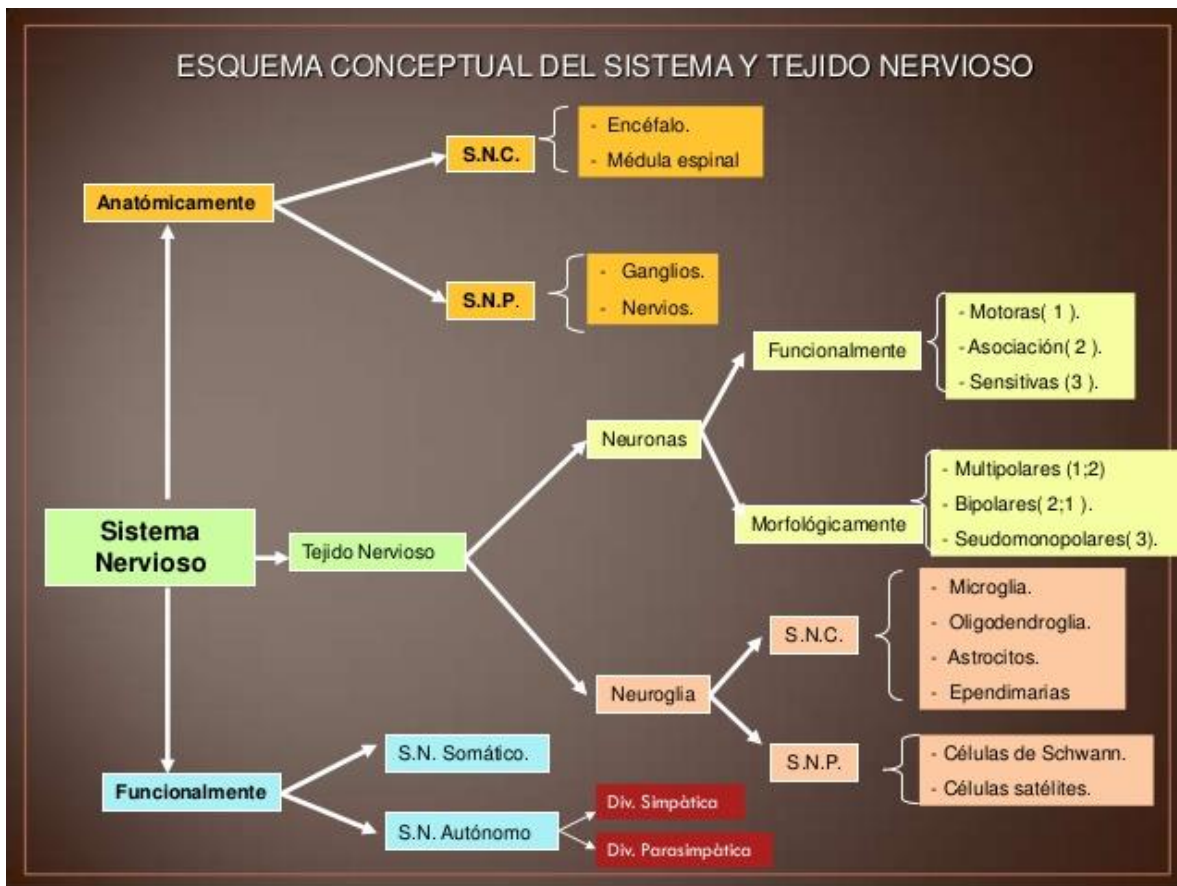 ESQUEMA CONCEPTUAL DEL SISTEMA Y TEJIDO NERVIOSO
Anatómicamente
S.N.C.
- Encéfalo.
- Médula espinal
S.N.P.
- Ganglios.
- Nervios.
Sistema
Nervioso
Tejido Nervioso
Neuronas
Funcionalmente
- Motoras( 1 ).
- Asociación( 2 ).
- Sensitivas (3 ).
Morfológicamente
- Multipolares (1;2)
- Bipolares( 2;1 ).
- Seudomonopolares( 3).
Neuroglia
S.N.C.
- Microglia.
- Oligodendroglia.
- Astrocitos.
- Ependimarias
S.N.P.
- Células de Schwann.
- Células satélites.
Funcionalmente
S.N. Somático.
S.N. Autónomo
Div. Simpàtica
Div. Parasimpàtica